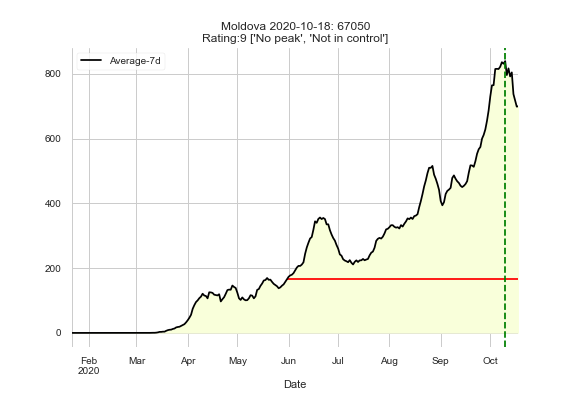 Moldova 2020-10-18: 67050
Rating:9 ['No peak', 'Not in control']
Average-7d
800
600
400
200
0
Feb Mar Apr May Jun Jul Aug Sep Oct
2020
Date